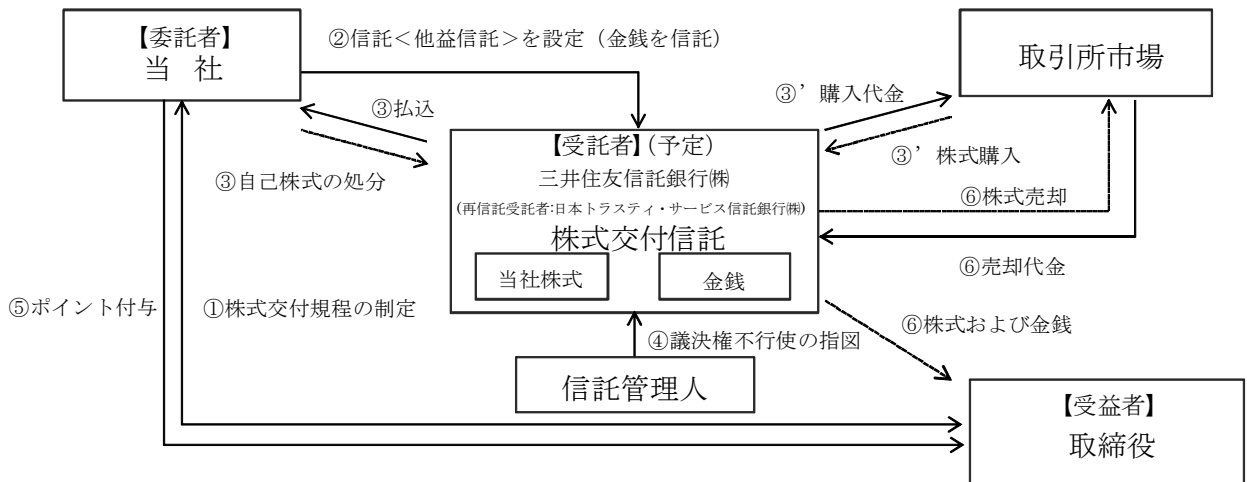 【委託者】
当 社
②信託＜他益信託＞を設定（金銭を信託）
取引所市場
③払込
③’購入代金
【受託者】(予定)
三井住友信託銀行㈱
(再信託受託者:日本トラスティ・サービス信託銀行㈱)
株式交付信託
当社株式
金銭
③’株式購入
③自己株式の処分
⑥株式売却
⑥売却代金
⑤ポイント付与
①株式交付規程の制定
⑥株式および金銭
④議決権不行使の指図
信託管理人
【受益者】
取締役